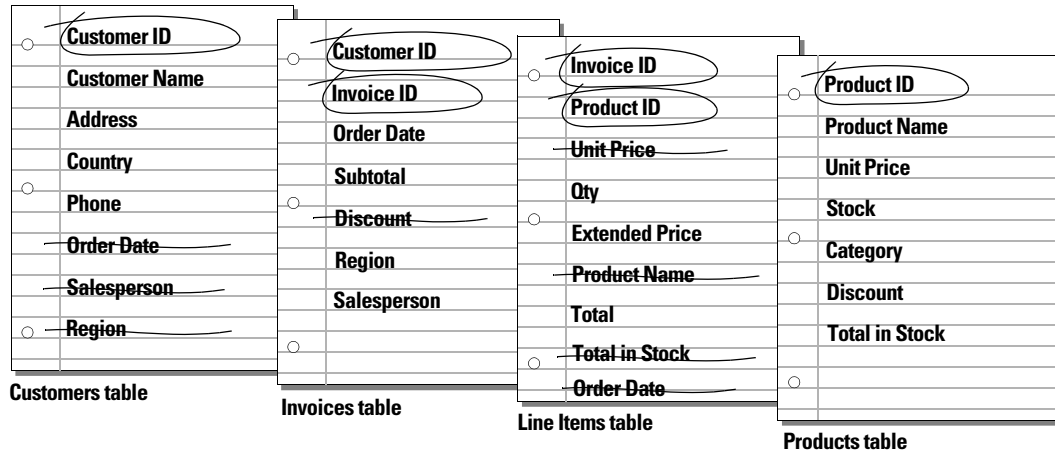 Customer ID
Customer Name
Address
Country
Phone
Order Date
Salesperson
Region
Customers table
Customer ID
Invoice ID
Order Date
Subtotal
Discount
Region
Salesperson
Invoices table
Invoice ID
Product ID
Unit Price
Qty
Extended Price
Product Name
Total
Total in Stock
Order Date
Line Items table
Product ID
Product Name
Unit Price
Stock
Category
Discount
Total in Stock
Products table